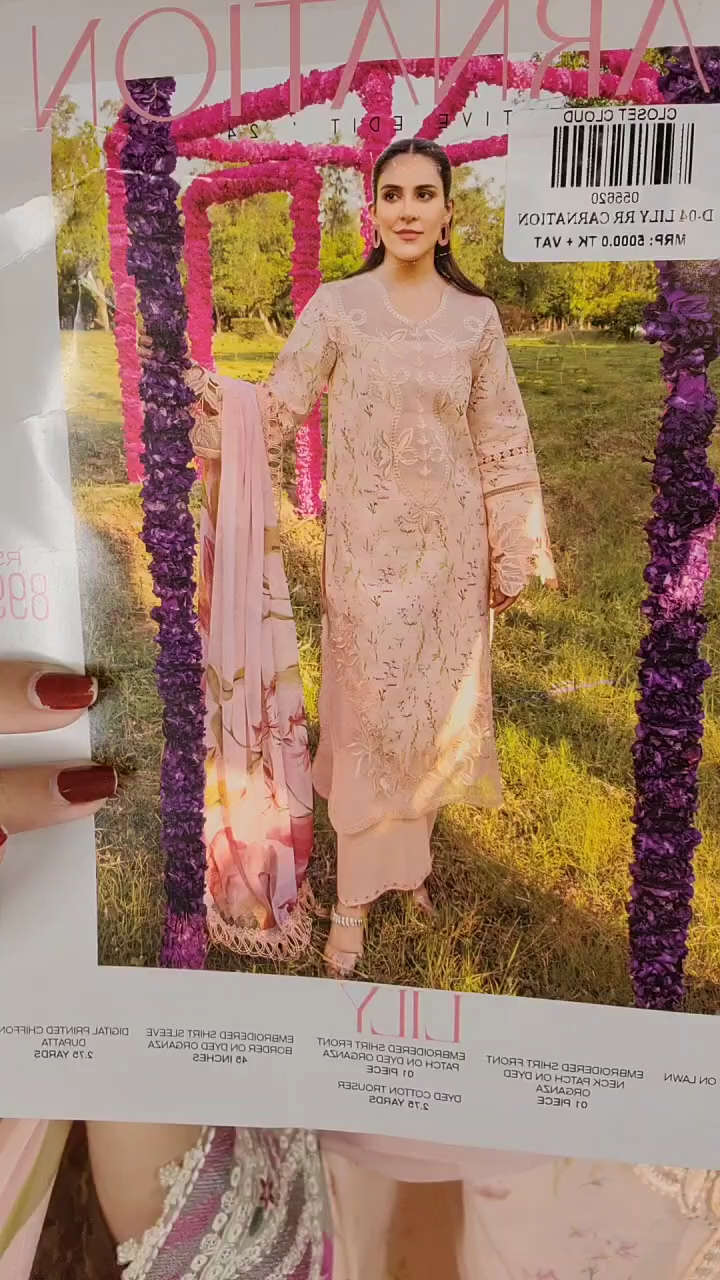 ARNATION
TIVE EDIT ' 24
CLOSET CLOUD
055620
D-04 LILY RR CARNATION
MRP: 5000.0 TK + VAT
RS
899
LILY
ON LAWN
EMBROIDERED SHIRT FRONT
NECK PATCH ON DYED
ORGANZA
01 PIECE
EMBROIDERED SHIRT FRONT
PATCH ON DYED ORGANZA
01 PIECE
DYED COTTON TROUSER
2.75 YARDS
EMBROIDERED SHIRT SLEEVE
BORDER ON DYED ORGANZA
45 INCHES
DIGITAL PRINTED CHIFFON
DUPATTA
2.75 YARDS